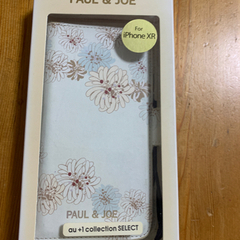 PAUL & JOE
For
iPhone XR
PAUL & JOE
au +1 collection SELECT